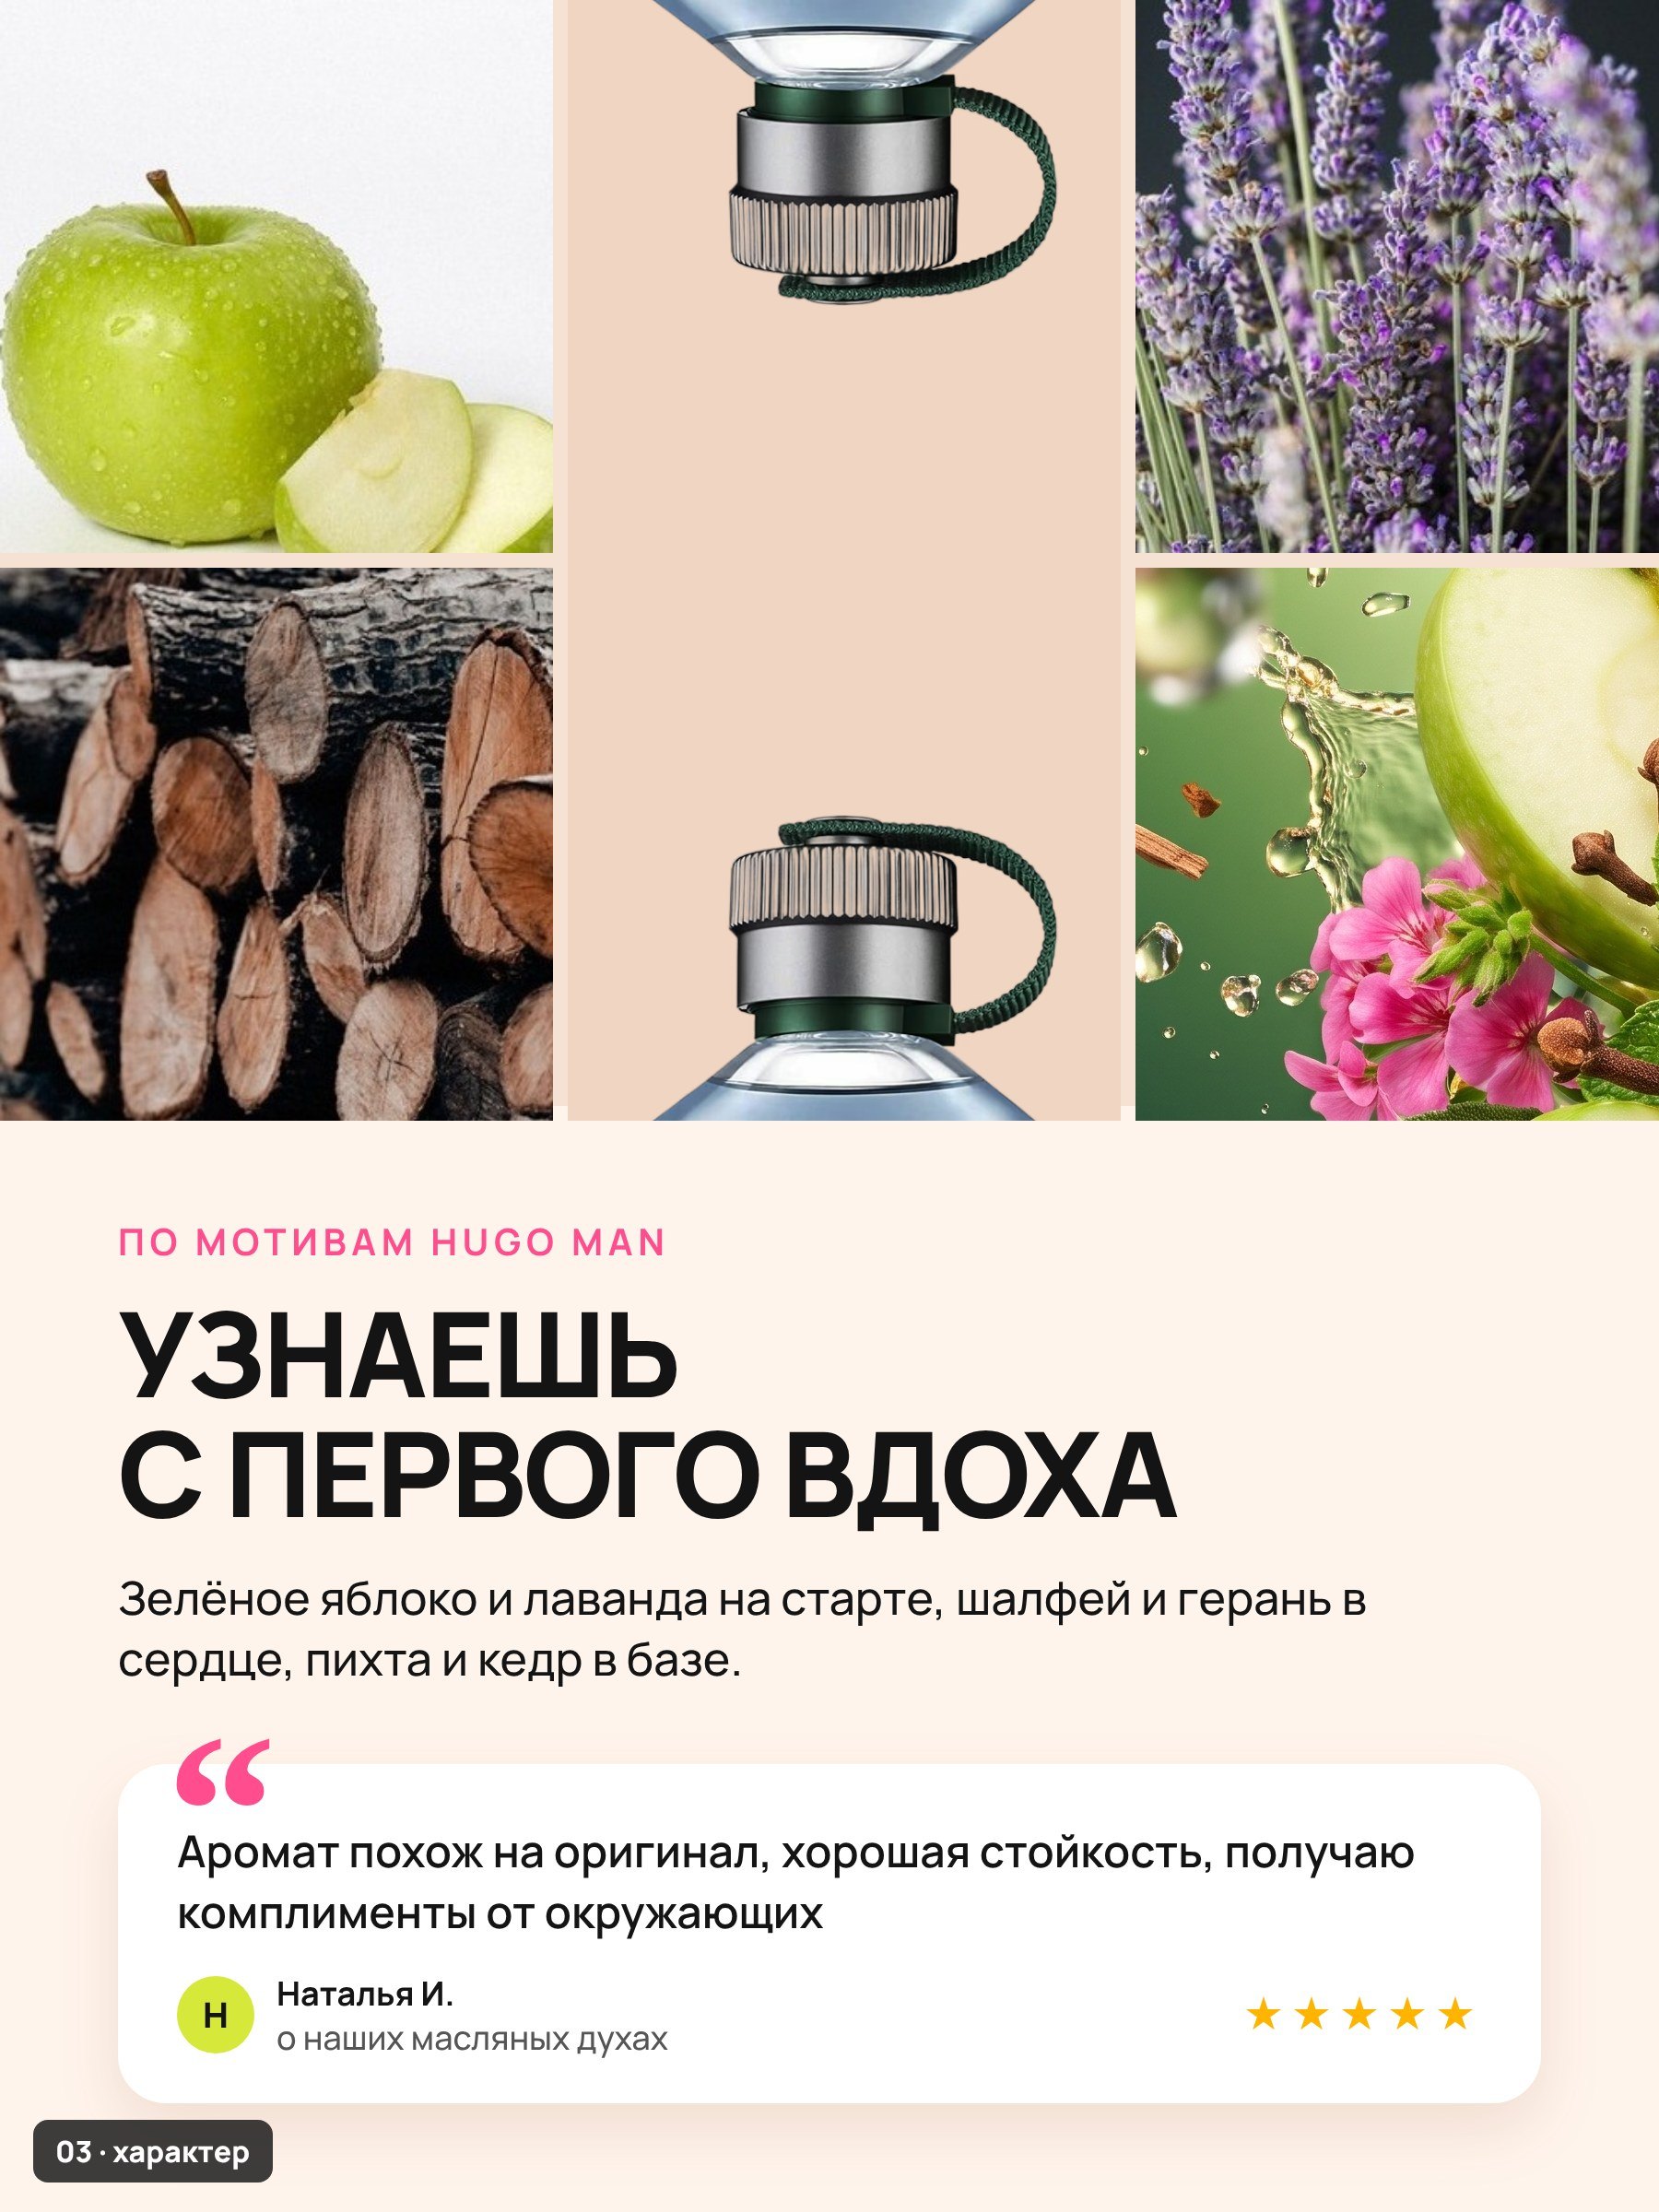 ПО МОТИВАМ HUGO MAN
УЗНАЕШЬ
С ПЕРВОГО ВДОХА
Зелёное яблоко и лаванда на старте, шалфей и герань в
сердце, пихта и кедр в базе.
“
Аромат похож на оригинал, хорошая стойкость, получаю
комплименты от окружающих
Н
Наталья И.
о наших масляных духах
★★★★★
03 · характер